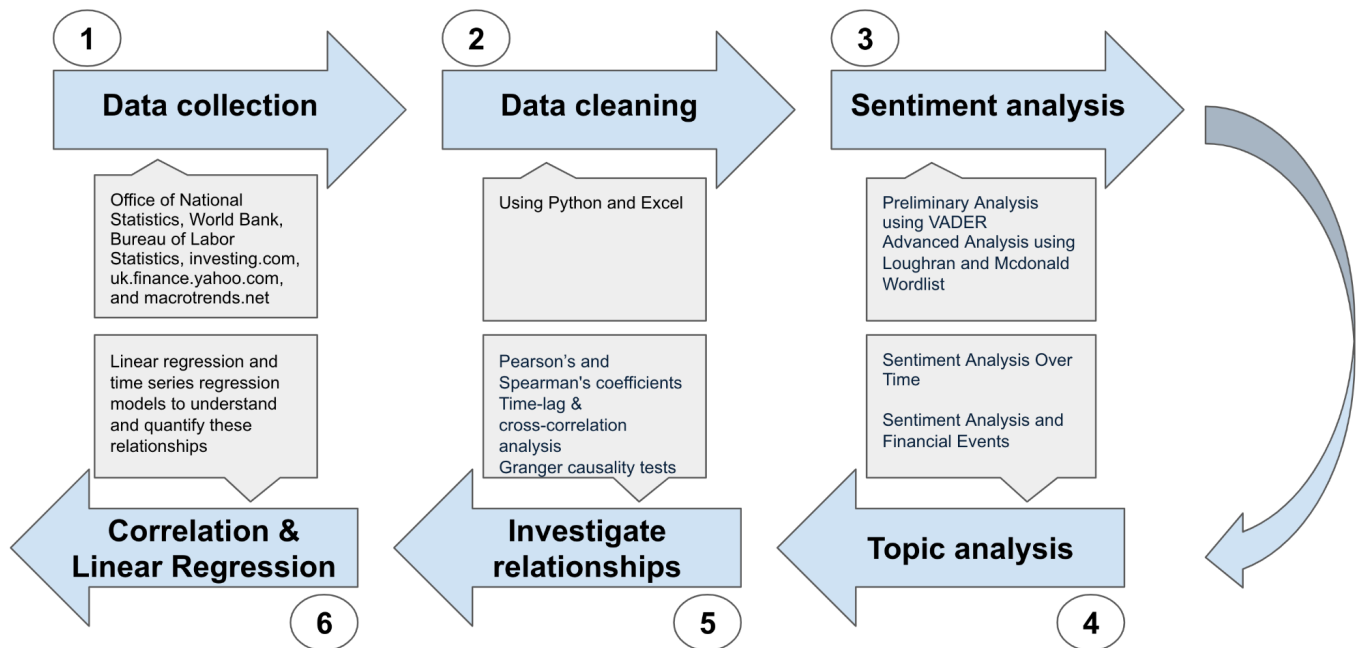 1
Data collection
Office of National
Statistics, World Bank,
Bureau of Labor
Statistics, investing.com,
uk.finance.yahoo.com,
and macrotrends.net
2
Data cleaning
Using Python and Excel
3
Sentiment analysis
Preliminary Analysis
using VADER
Advanced Analysis using
Loughran and Mcdonald
Wordlist
Sentiment Analysis Over
Time
Sentiment Analysis and
Financial Events
Topic analysis
4
Pearson’s and
Spearman's coefficients
Time-lag &
cross-correlation
analysis
Granger causality tests
Investigate
relationships
5
Linear regression and
time series regression
models to understand
and quantify these
relationships
Correlation &
Linear Regression
6